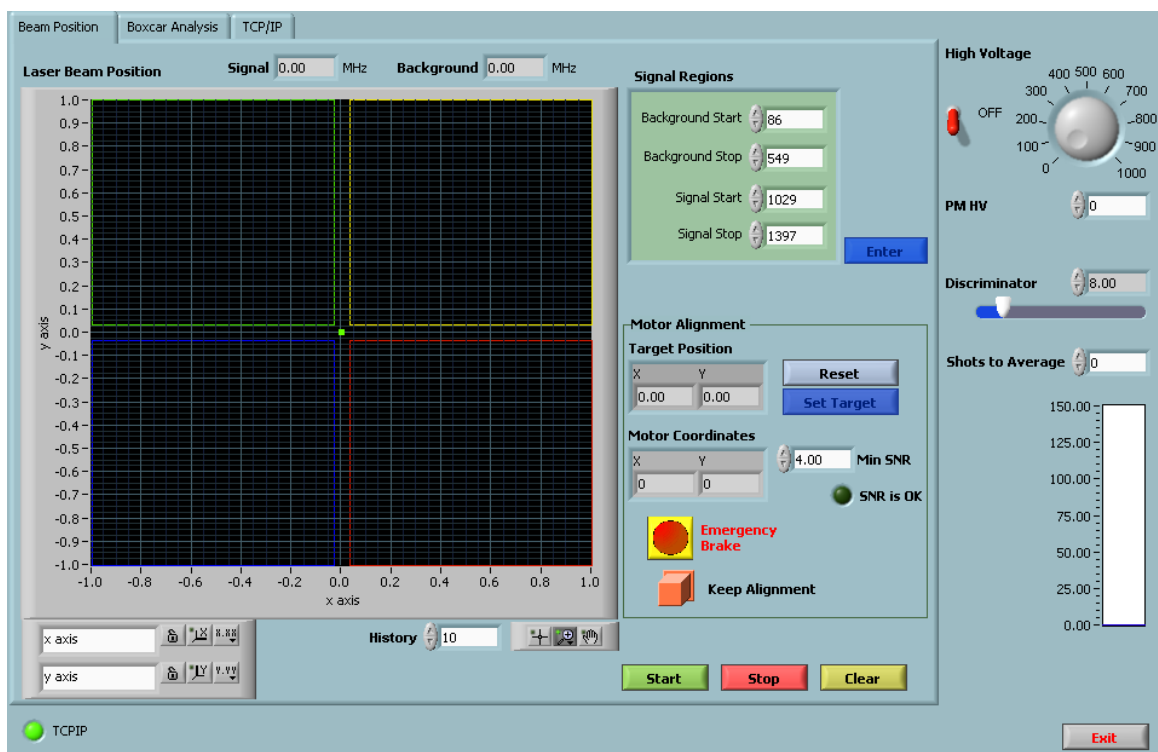 Beam Position
Boxcar Analysis
TCP/IP
Laser Beam Position
Signal 0.00 MHz
Background 0.00 MHz
1.0
0.9
0.8
0.7
0.6
0.5
0.4
0.3
0.2
0.1
0.0
-0.1
-0.2
-0.3
-0.4
-0.5
-0.6
-0.7
-0.8
-0.9
-1.0
y axis
-1.0 -0.8 -0.6 -0.4 -0.2 0.0 0.2 0.4 0.6 0.8 1.0
x axis
x axis
X
X.XX
y axis
Y
Y.YY
History 10
Signal Regions
Background Start 86
Background Stop 549
Signal Start 1029
Signal Stop 1397
Enter
Motor Alignment
Target Position
X Y
0.00 0.00
Reset
Set Target
Motor Coordinates
X Y
0 0
4.00 Min SNR
SNR is OK
Emergency
Brake
Keep Alignment
Start
Stop
Clear
High Voltage
OFF
0 100 200 300 400 500 600 700 800 900 1000
PM HV 0
Discriminator 8.00
Shots to Average 0
150.00
125.00
100.00
75.00
50.00
25.00
0.00
TCPIP
Exit